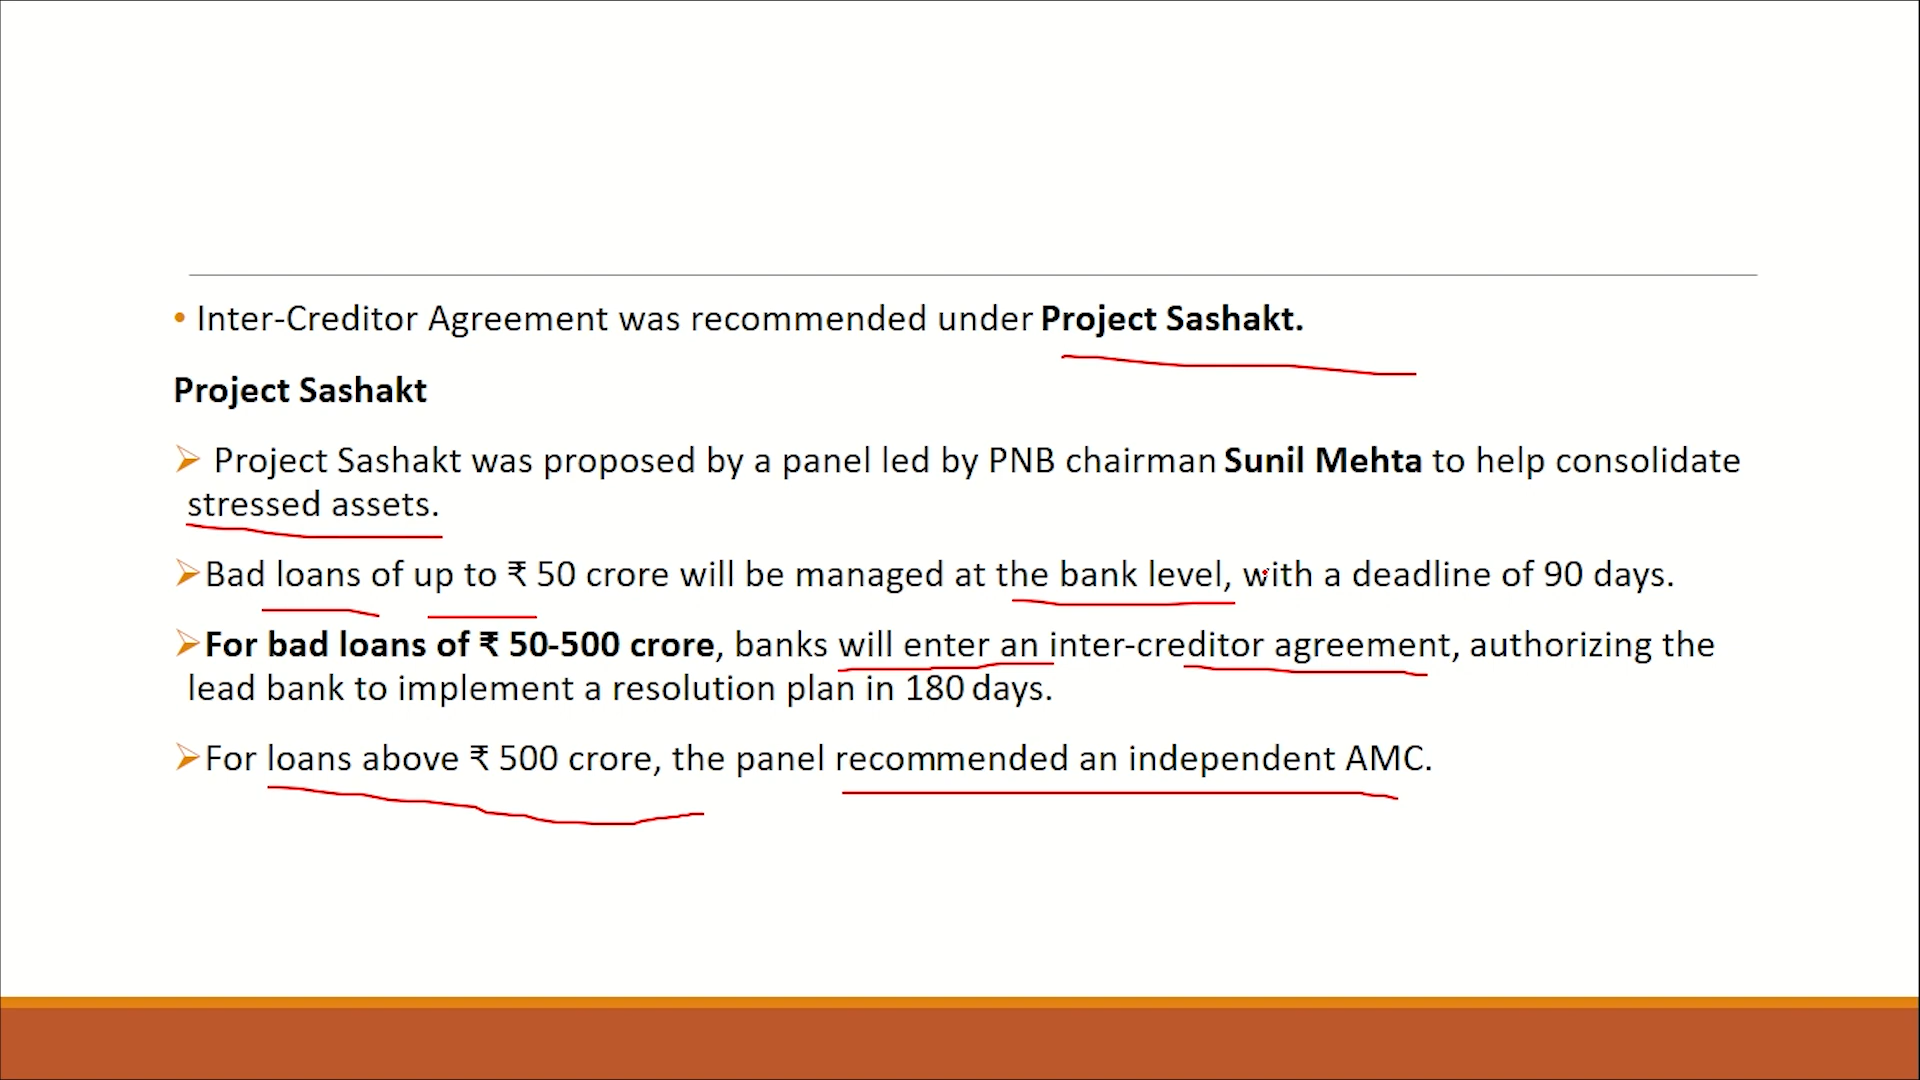 • Inter-Creditor Agreement was recommended under Project Sashakt.
Project Sashakt
➢ Project Sashakt was proposed by a panel led by PNB chairman Sunil Mehta to help consolidate
stressed assets.
➢Bad loans of up to ₹ 50 crore will be managed at the bank level, with a deadline of 90 days.
➢For bad loans of ₹ 50-500 crore, banks will enter an inter-creditor agreement, authorizing the
lead bank to implement a resolution plan in 180 days.
➢For loans above ₹ 500 crore, the panel recommended an independent AMC.